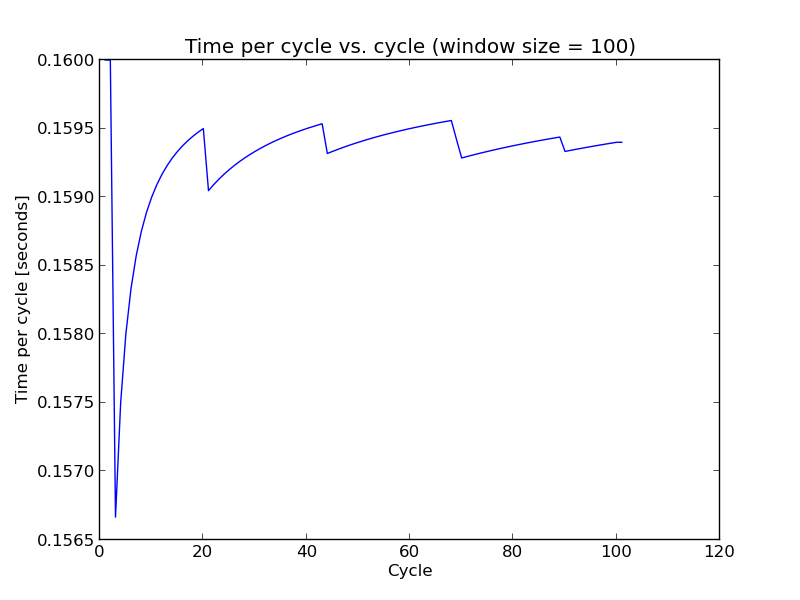 Time per cycle vs. cycle (window size = 100)
0.1600
0.1595
0.1590
0.1585
0.1580
0.1575
0.1570
0.1565
Time per cycle [seconds]
0 20 40 60 80 100 120
Cycle